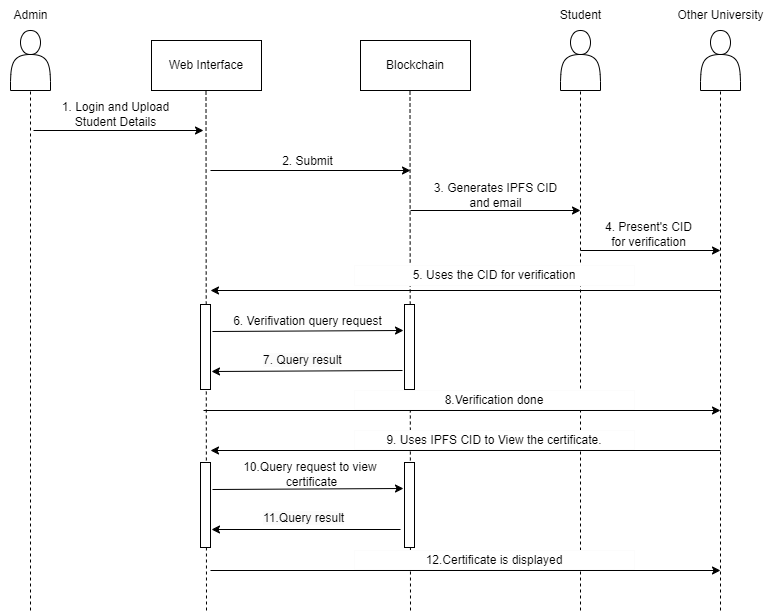 Admin
Student
Other University
Web Interface
Blockchain
1. Login and Upload
Student Details
2. Submit
3. Generates IPFS CID
and email
4. Present's CID
for verification
5. Uses the CID for verification
6. Verifivation query request
7. Query result
8.Verification done
9. Uses IPFS CID to View the certificate.
10.Query request to view
certificate
11.Query result
12.Certificate is displayed